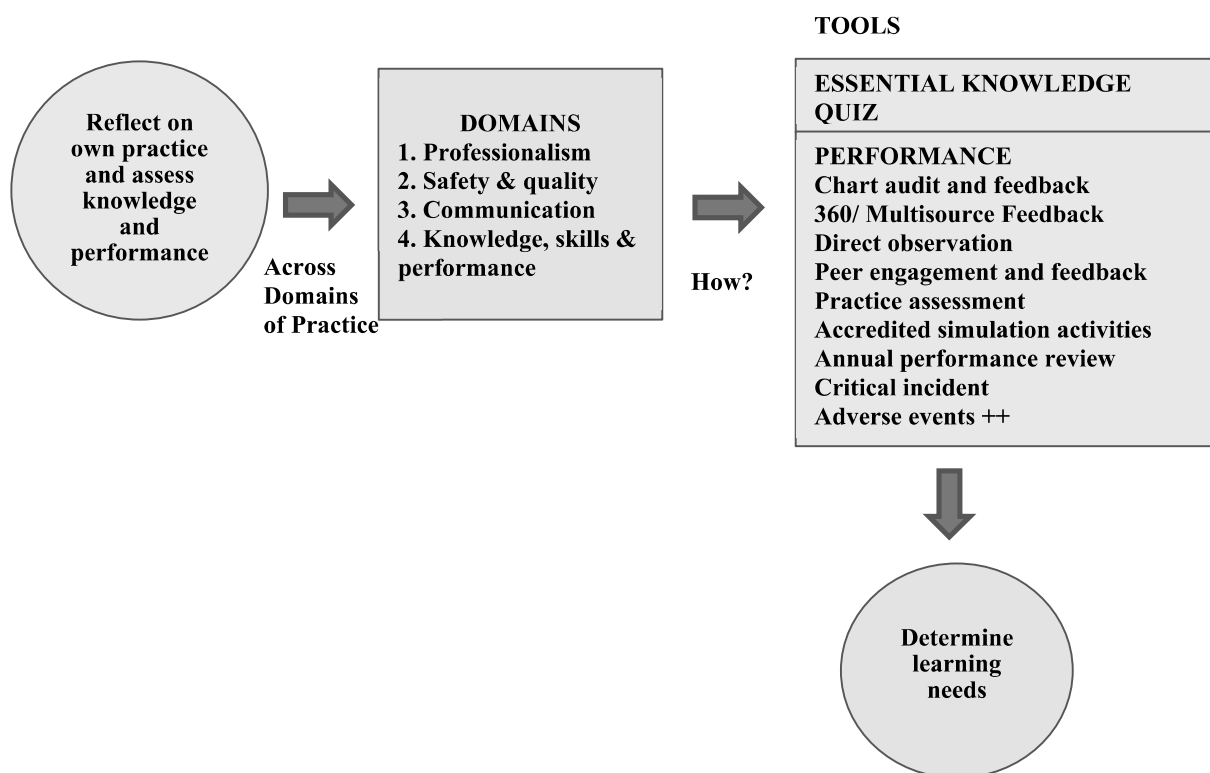 Reflect on
own practice
and assess
knowledge
and
performance
Across
Domains
of Practice
DOMAINS
1. Professionalism
2. Safety & quality
3. Communication
4. Knowledge, skills &
performance
How?
TOOLS
ESSENTIAL KNOWLEDGE
QUIZ
PERFORMANCE
Chart audit and feedback
360/ Multisource Feedback
Direct observation
Peer engagement and feedback
Practice assessment
Accredited simulation activities
Annual performance review
Critical incident
Adverse events ++
Determine
learning
needs